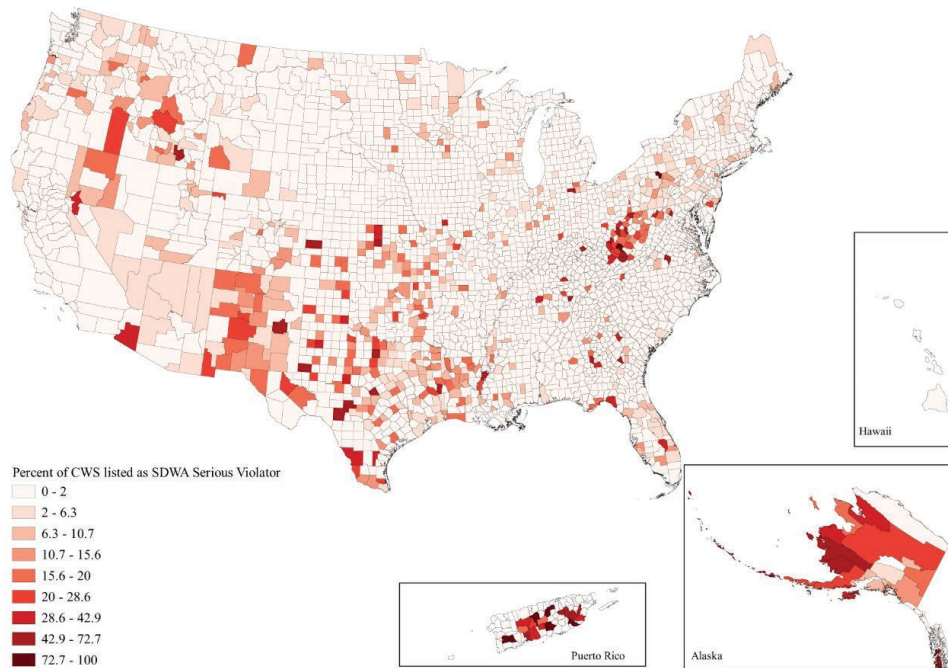 Hawaii
Percent of CWS listed as SDWA Serious Violator
0 - 2
2 - 6.3
6.3 - 10.7
10.7 - 15.6
15.6 - 20
20 - 28.6
28.6 - 42.9
42.9 - 72.7
72.7 - 100
Puerto Rico
Alaska